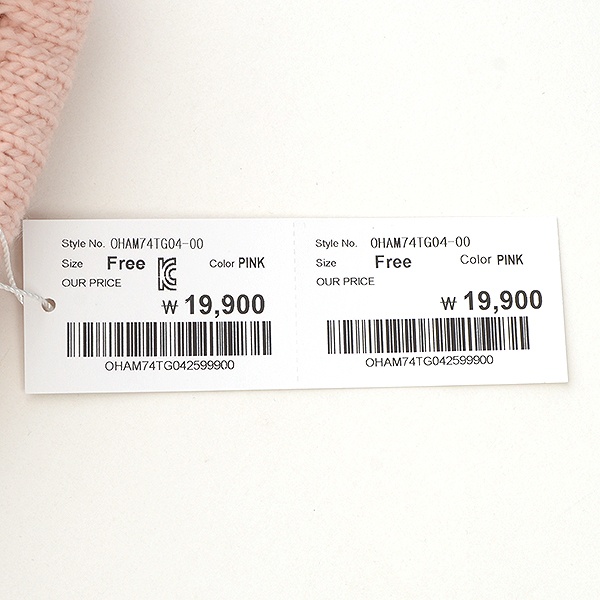 Style No. OHAM74TG04-00
Size Free Color PINK
OUR PRICE
₩ 19,900
OHAM74TG042599900
Style No. OHAM74TG04-00
Size Free Color PINK
OUR PRICE
₩ 19,900
OHAM74TG042599900